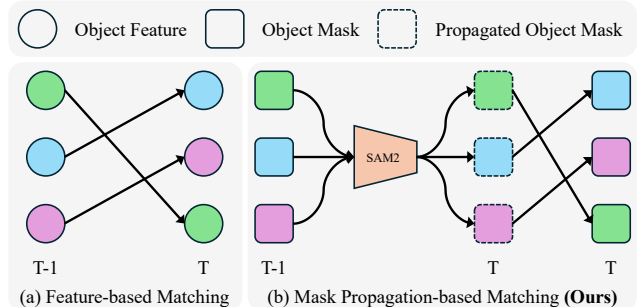 Object Feature Object Mask Propagated Object Mask
SAM2
T-1 T
T-1 T T
(a) Feature-based Matching
(b) Mask Propagation-based Matching (Ours)